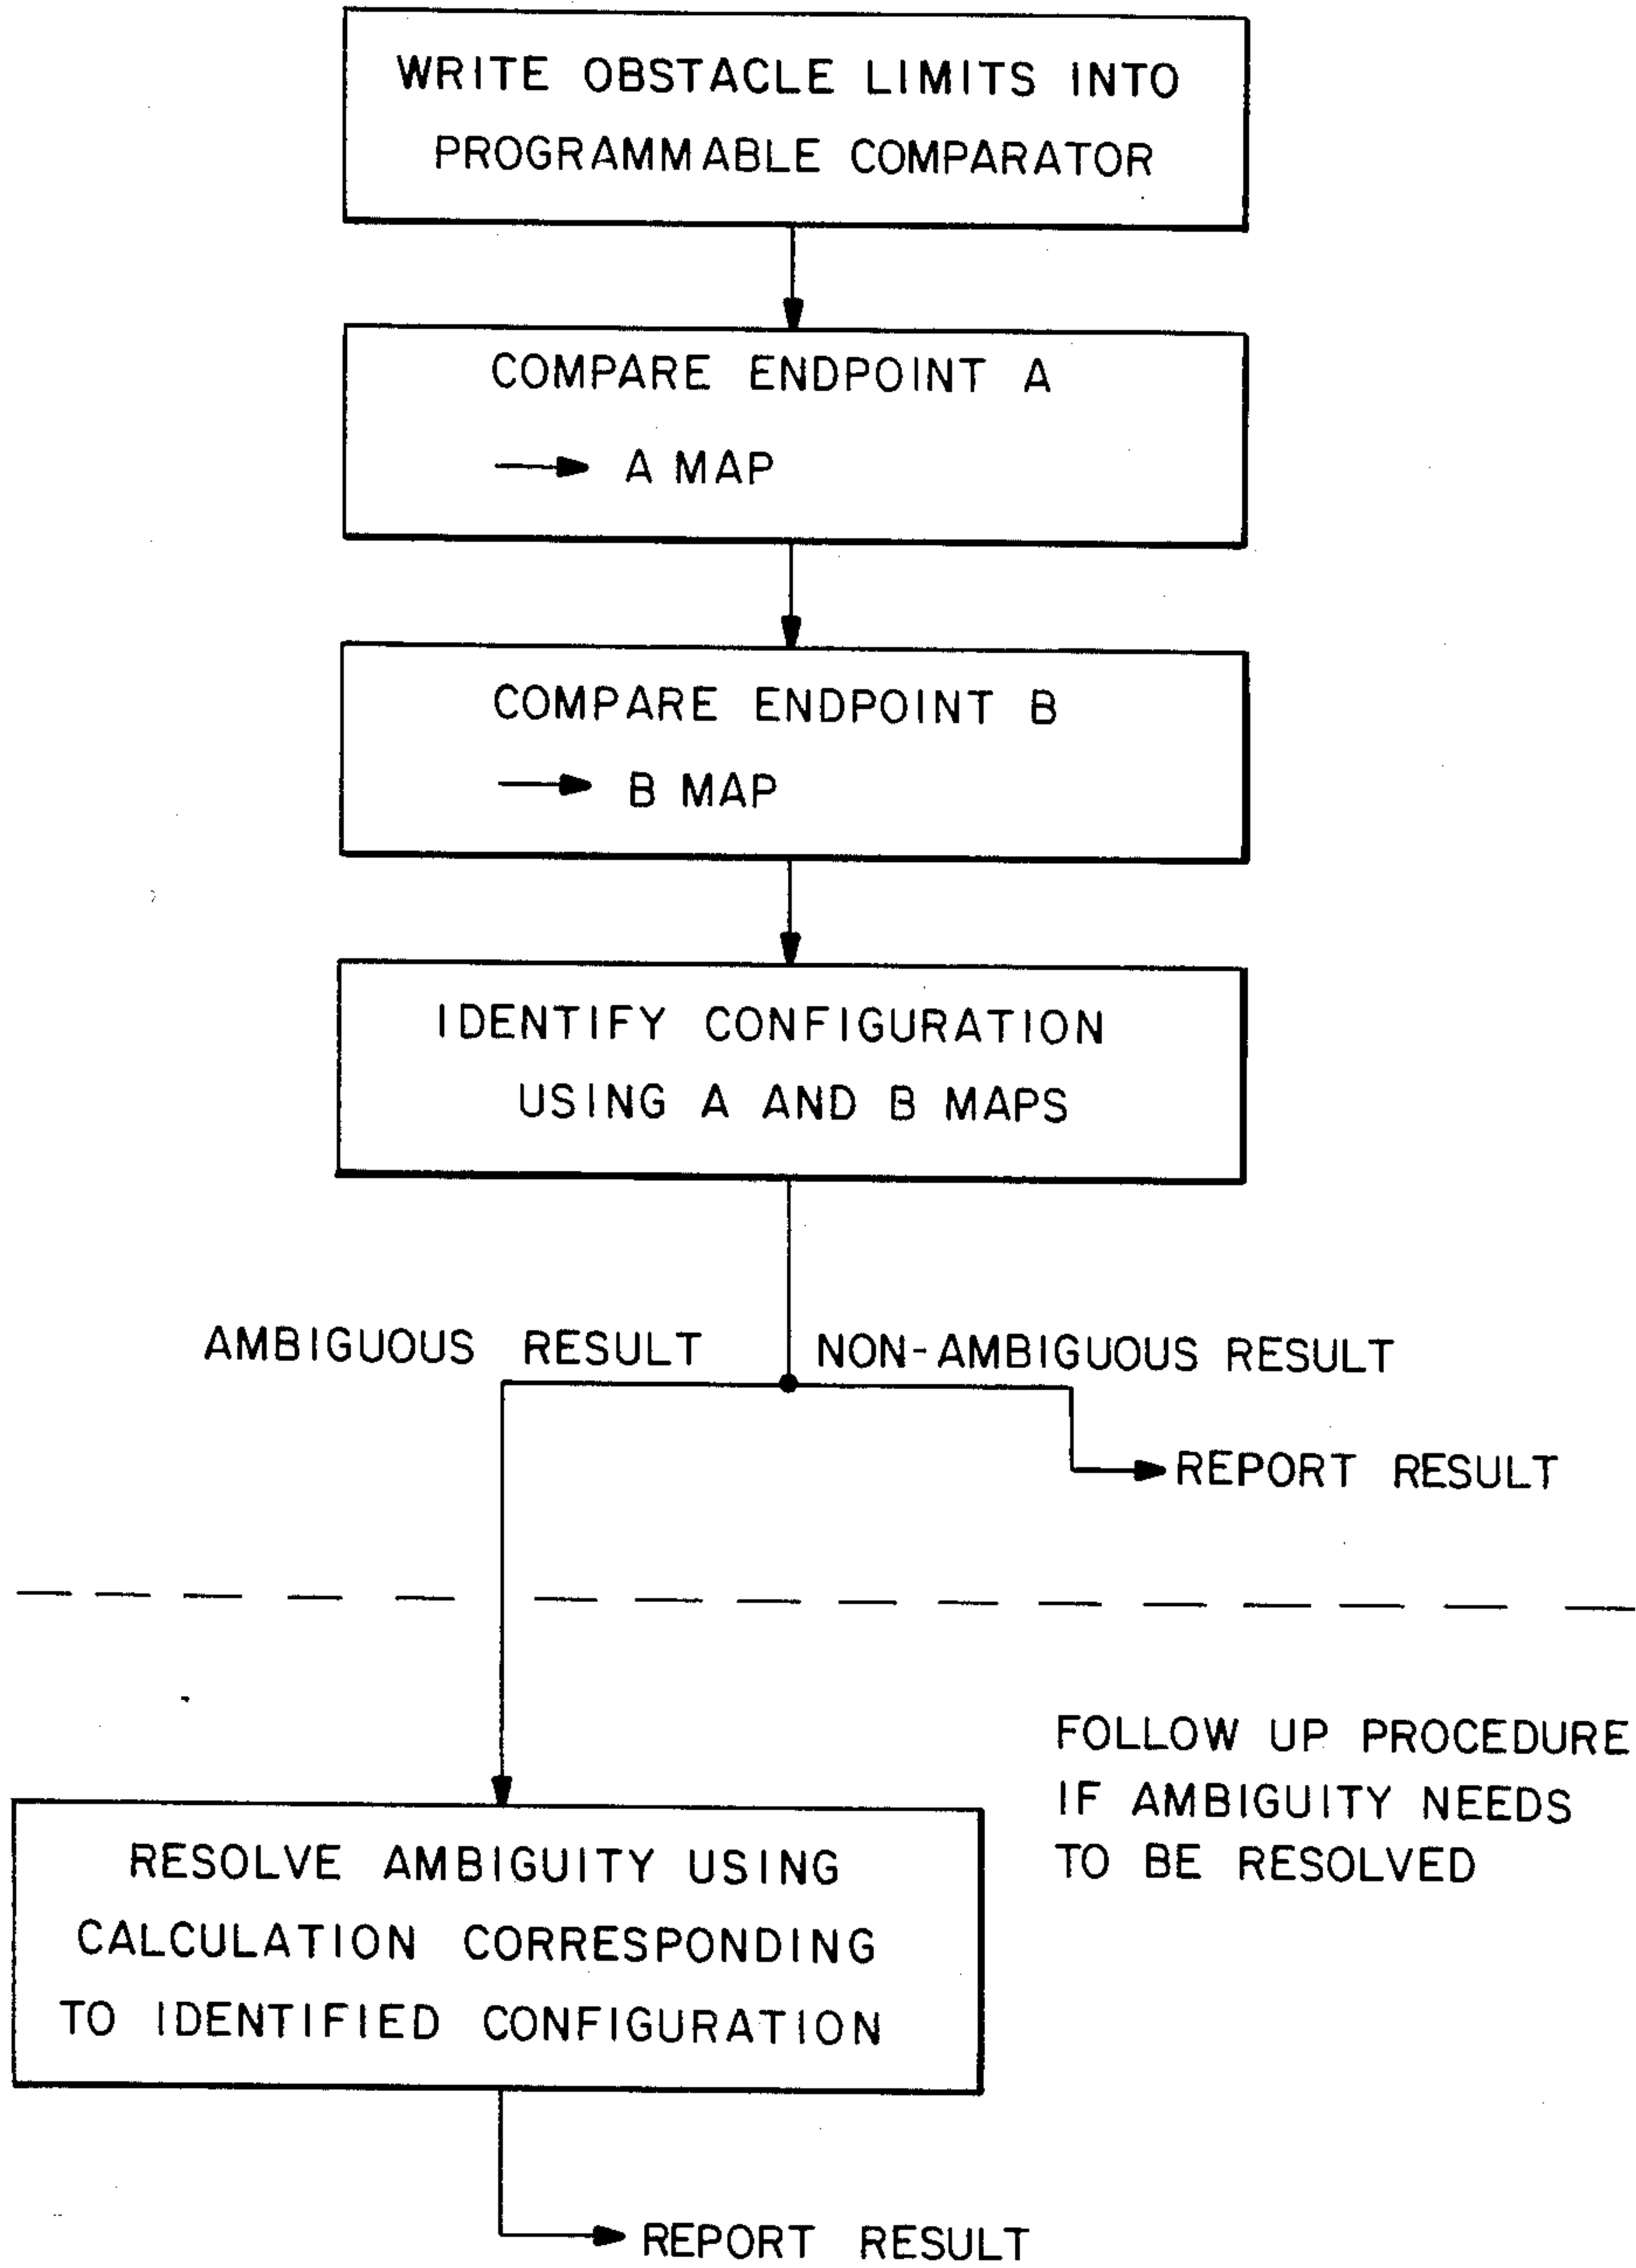 WRITE OBSTACLE LIMITS INTO
PROGRAMMABLE COMPARATOR
COMPARE ENDPOINT A
→ A MAP
COMPARE ENDPOINT B
→ B MAP
IDENTIFY CONFIGURATION
USING A AND B MAPS
AMBIGUOUS RESULT
NON-AMBIGUOUS RESULT
REPORT RESULT
FOLLOW UP PROCEDURE
IF AMBIGUITY NEEDS
TO BE RESOLVED
RESOLVE AMBIGUITY USING
CALCULATION CORRESPONDING
TO IDENTIFIED CONFIGURATION
REPORT RESULT